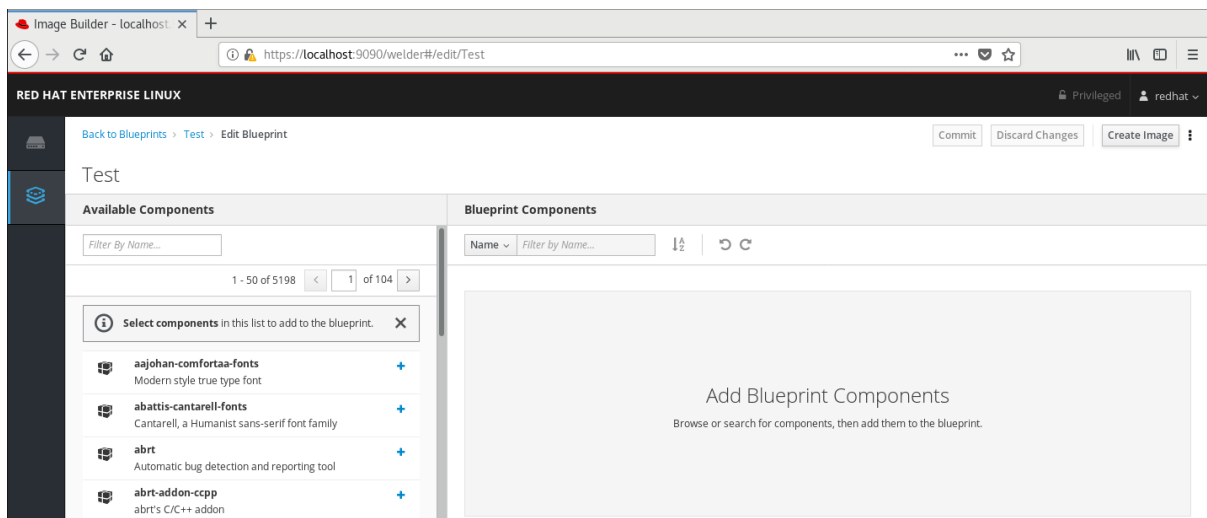 Image Builder - localhost.
https://localhost:9090/welder#/edit/Test
RED HAT ENTERPRISE LINUX
Privileged
redhat
Back to Blueprints › Test › Edit Blueprint
Commit
Discard Changes
Create Image
Test
Available Components
Blueprint Components
Filter By Name...
Name
Filter by Name...
1 - 50 of 5198
1 of 104
Select components in this list to add to the blueprint.
aajohan-comfortaa-fonts
Modern style true type font
abattis-cantarell-fonts
Cantarell, a Humanist sans-serif font family
abrt
Automatic bug detection and reporting tool
abrt-addon-ccpp
abrt's C/C++ addon
Add Blueprint Components
Browse or search for components, then add them to the blueprint.